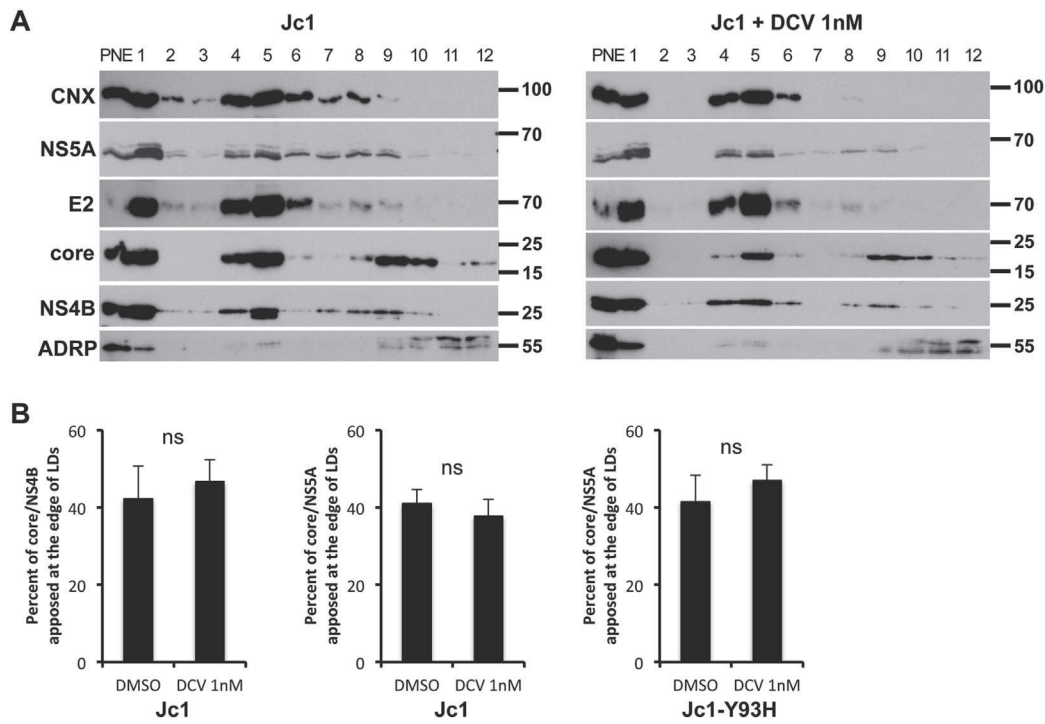 A
Jc1
Jc1 + DCV 1nM
PNE 1 2 3 4 5 6 7 8 9 10 11 12
PNE 1 2 3 4 5 6 7 8 9 10 11 12
CNX
100
100
NS5A
70
70
E2
70
70
core
25
15
25
15
NS4B
25
25
ADRP
55
55
B
Percent of core/NS4B
apposed at the edge of LDs
60
40
20
0
ns
DMSO
DCV 1nM
Jc1
Percent of core/NS5A
apposed at the edge of LDs
60
40
20
0
ns
DMSO
DCV 1nM
Jc1
Percent of core/NS5A
apposed at the edge of LDs
60
40
20
0
ns
DMSO
DCV 1nM
Jc1-Y93H